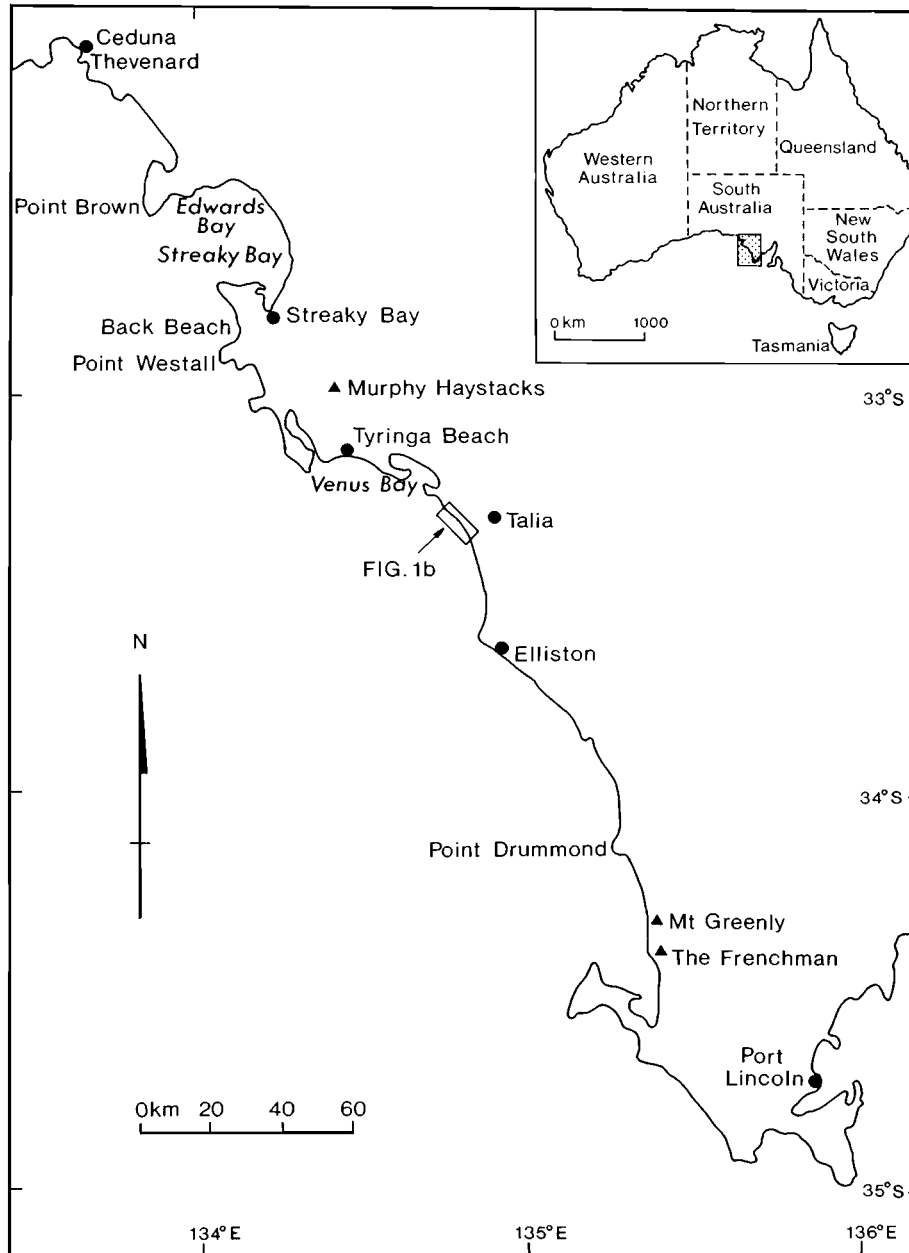 Ceduna
Thevenard
Point Brown
Edwards
Bay
Streaky Bay
Streaky Bay
Back Beach
Point Westall
Murphy Haystacks
Tyringa Beach
Venus Bay
Talia
FIG. 1b
Elliston
N
Point Drummond
Mt Greenly
The Frenchman
Port
Lincoln
0km 20 40 60
33°S
34°S
35°S
134°E
135°E
136°E
Northern
Territory
Queensland
Western
Australia
South
Australia
New
South
Wales
Victoria
0 km 1000
Tasmania